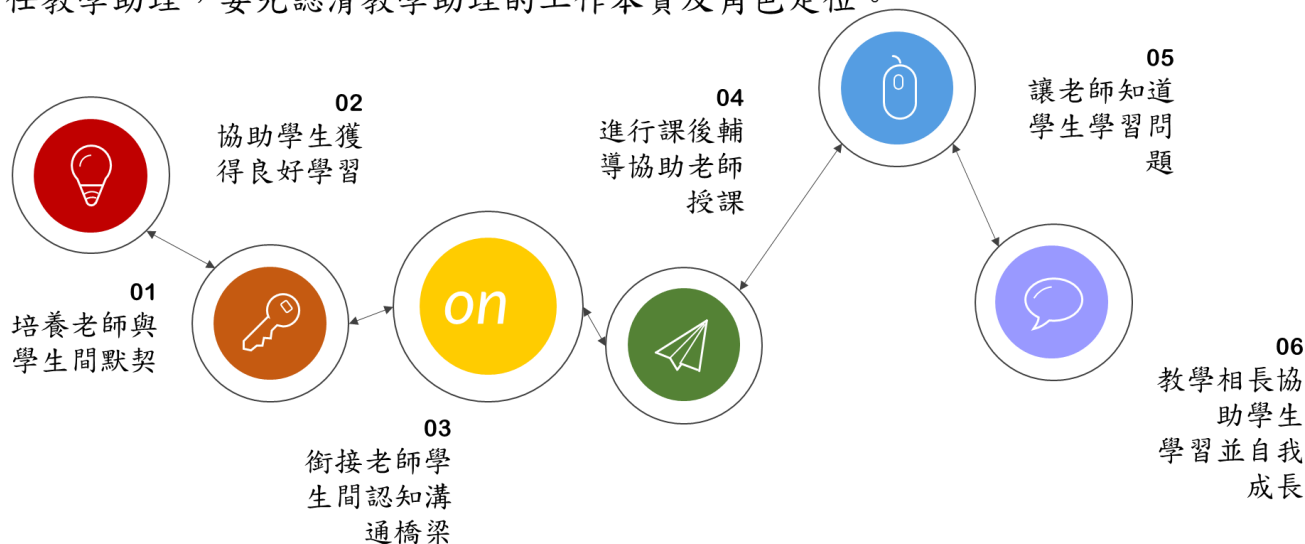 任教學助理，要先認清教學助理的工作本質及角色定位。
01
培養老師與
學生間默契
02
協助學生獲
得良好學習
on
03
銜接老師學
生間認知溝
通橋梁
04
進行課後輔
導協助老師
授課
05
讓老師知道
學生學習問
題
06
教學相長協
助學生
學習並自我
成長